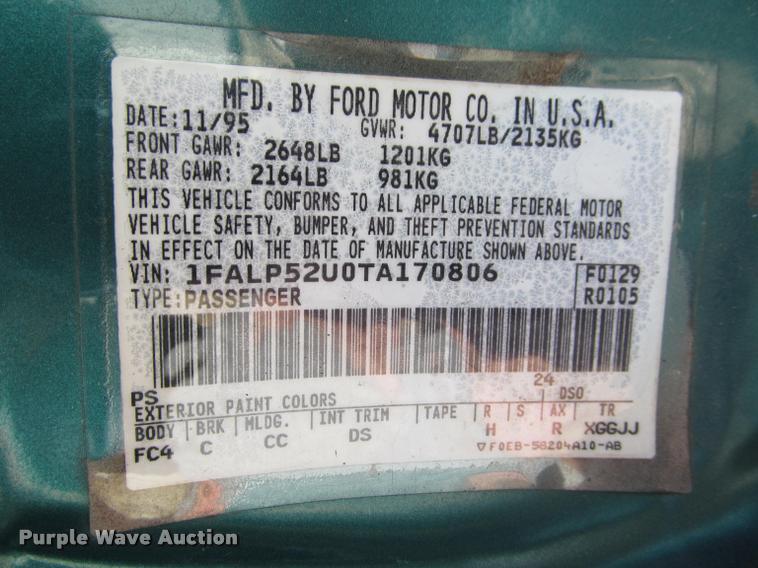 MFD. BY FORD MOTOR CO. IN U.S.A.
DATE: 11/95 GVWR: 4707LB/2135KG
FRONT GAWR: 2648LB 1201KG
REAR GAWR: 2164LB 981KG
THIS VEHICLE CONFORMS TO ALL APPLICABLE FEDERAL MOTOR
VEHICLE SAFETY, BUMPER, AND THEFT PREVENTION STANDARDS
IN EFFECT ON THE DATE OF MANUFACTURE SHOWN ABOVE.
VIN: 1FALP52U0TA170806 F0129
TYPE: PASSENGER R0105
24
PS DSO
EXTERIOR PAINT COLORS
BODY BRK MLDG. INT TRIM TAPE R S AX TR
FC4 C CC DS H R XGGJJ
▽ F0EB-58204A10-AB
Purple Wave Auction